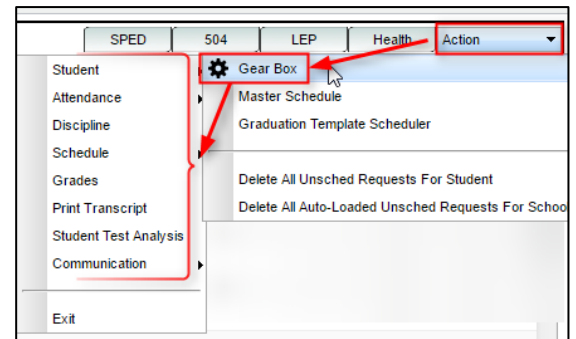 SPED 504 LEP Health Action
Student
Attendance
Discipline
Schedule
Grades
Print Transcript
Student Test Analysis
Communication
Exit
Gear Box
Master Schedule
Graduation Template Scheduler
Delete All Unsched Requests For Student
Delete All Auto-Loaded Unsched Requests For Schoo